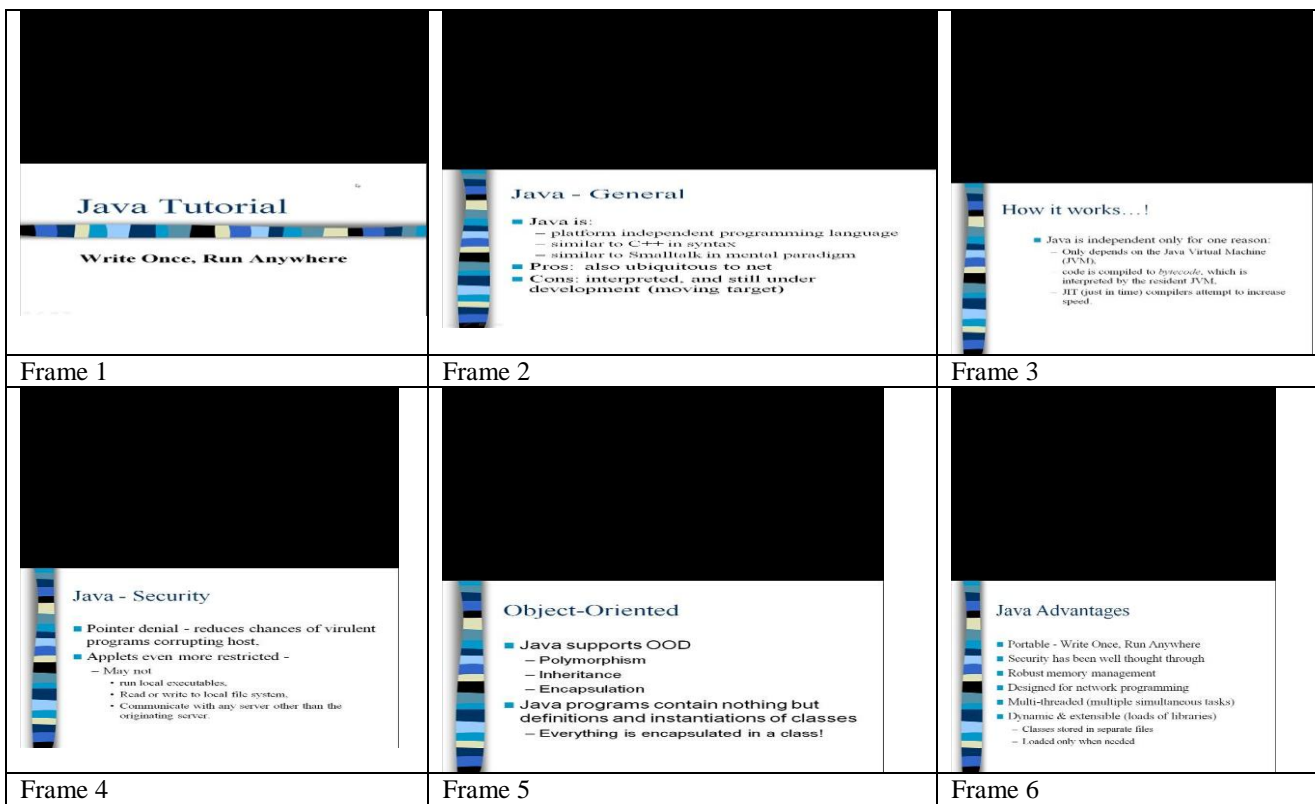 Java Tutorial
Write Once, Run Anywhere
Frame 1
Java - General
Java is:
– platform independent programming language
– similar to C++ in syntax
– similar to Smalltalk in mental paradigm
Pros: also ubiquitous to net
Cons: interpreted, and still under
development (moving target)
Frame 2
How it works...!
Java is independent only for one reason:
– Only depends on the Java Virtual Machine
(JVM),
– code is compiled to bytecode, which is
interpreted by the resident JVM,
– JIT (just in time) compilers attempt to increase
speed.
Frame 3
Java - Security
Pointer denial - reduces chances of virulent
programs corrupting host,
Applets even more restricted -
– May not
• run local executables,
• Read or write to local file system,
• Communicate with any server other than the
originating server.
Frame 4
Object-Oriented
Java supports OOD
– Polymorphism
– Inheritance
– Encapsulation
Java programs contain nothing but
definitions and instantiations of classes
– Everything is encapsulated in a class!
Frame 5
Java Advantages
Portable - Write Once, Run Anywhere
Security has been well thought through
Robust memory management
Designed for network programming
Multi-threaded (multiple simultaneous tasks)
Dynamic & extensible (loads of libraries)
– Classes stored in separate files
– Loaded only when needed
Frame 6